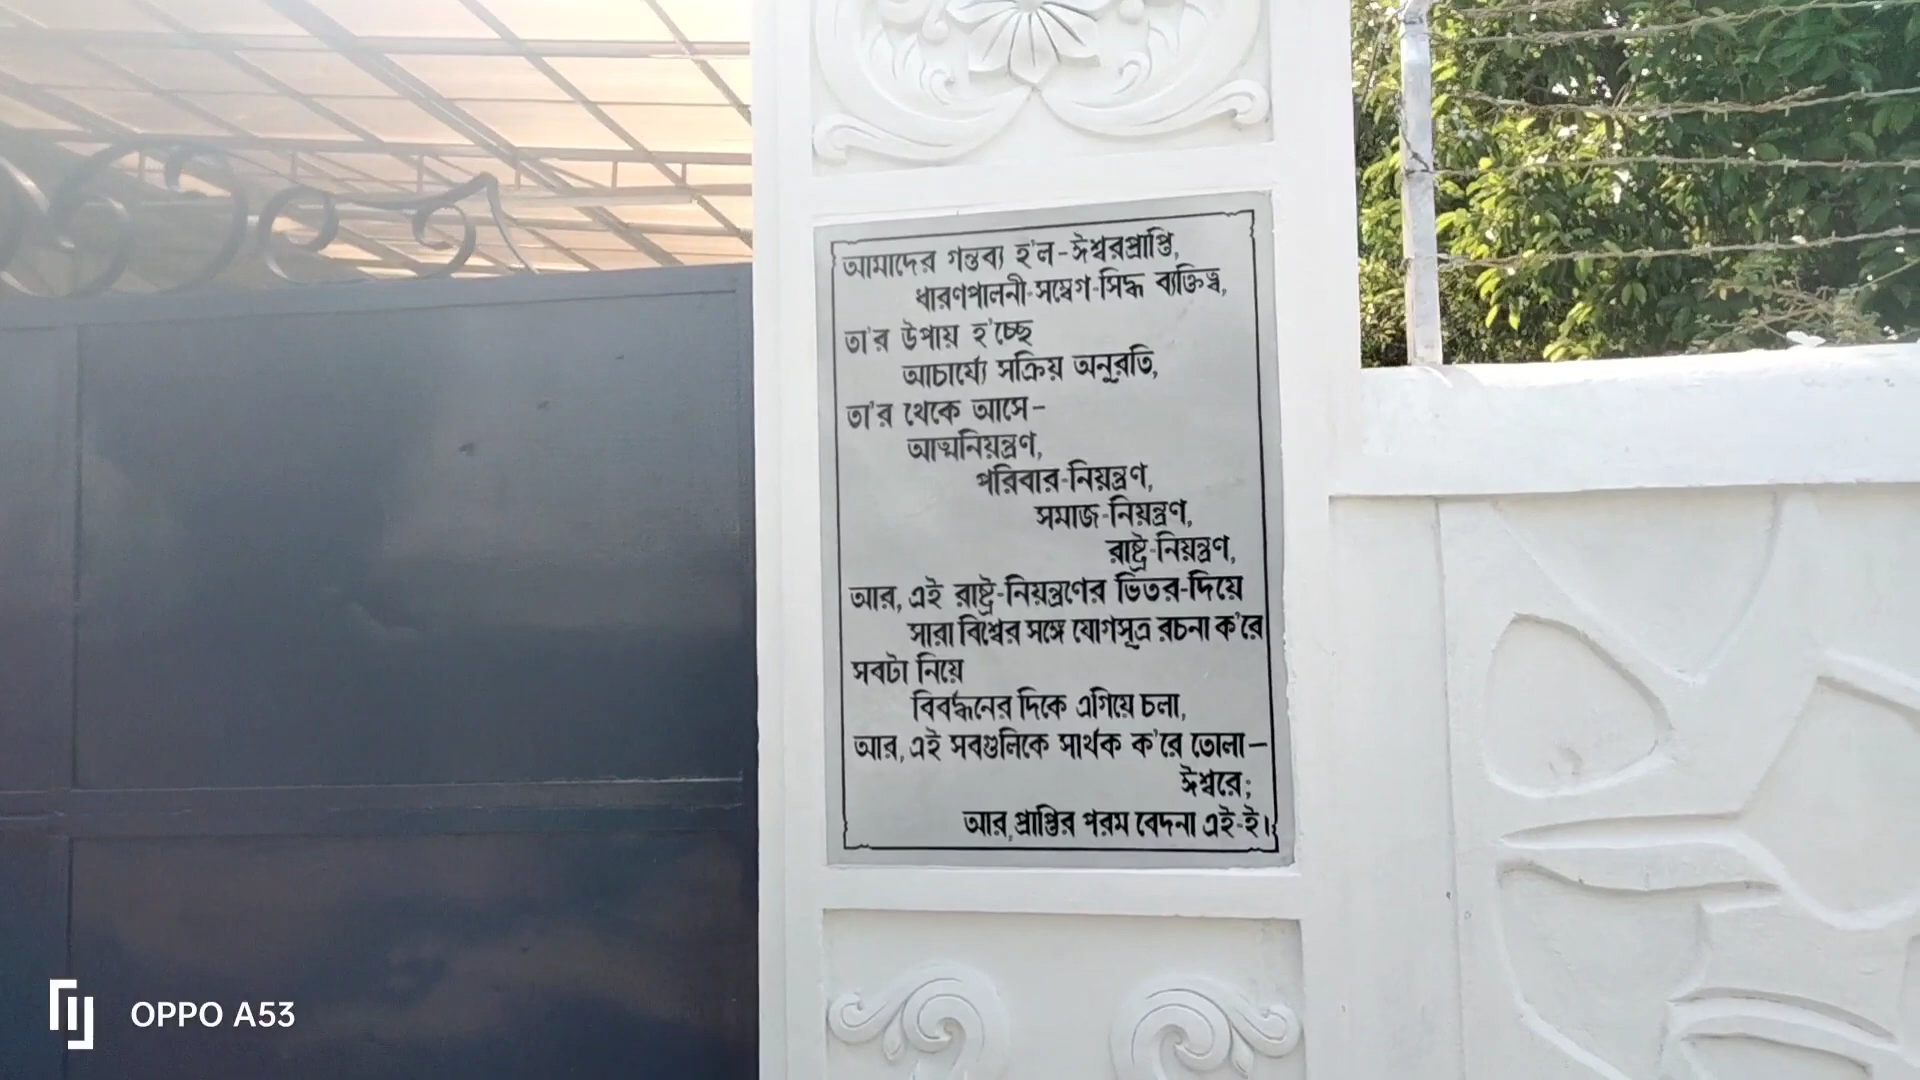 আমাদের গন্তব্য হ'ল-ঈশ্বরপ্রাপ্তি,
ধারণপালনী-সম্বেগ-সিদ্ধ ব্যক্তিত্ব,
তা'র উপায় হ'চ্ছে
আচার্য্যে সক্রিয় অনুরতি,
তা'র থেকে আসে-
আত্মনিয়ন্ত্রণ,
পরিবার-নিয়ন্ত্রণ,
সমাজ-নিয়ন্ত্রণ,
রাষ্ট্র-নিয়ন্ত্রণ,
আর, এই রাষ্ট্র-নিয়ন্ত্রণের ভিতর-দিয়ে
সারা বিশ্বের সঙ্গে যোগসূত্র রচনা ক'রে
সবটা নিয়ে
বিবর্দ্ধনের দিকে এগিয়ে চলা,
আর, এই সবগুলিকে সার্থক ক'রে তোলা-
ঈশ্বরে;
আর, প্রাপ্তির পরম বেদনা এই-ই।
OPPO A53